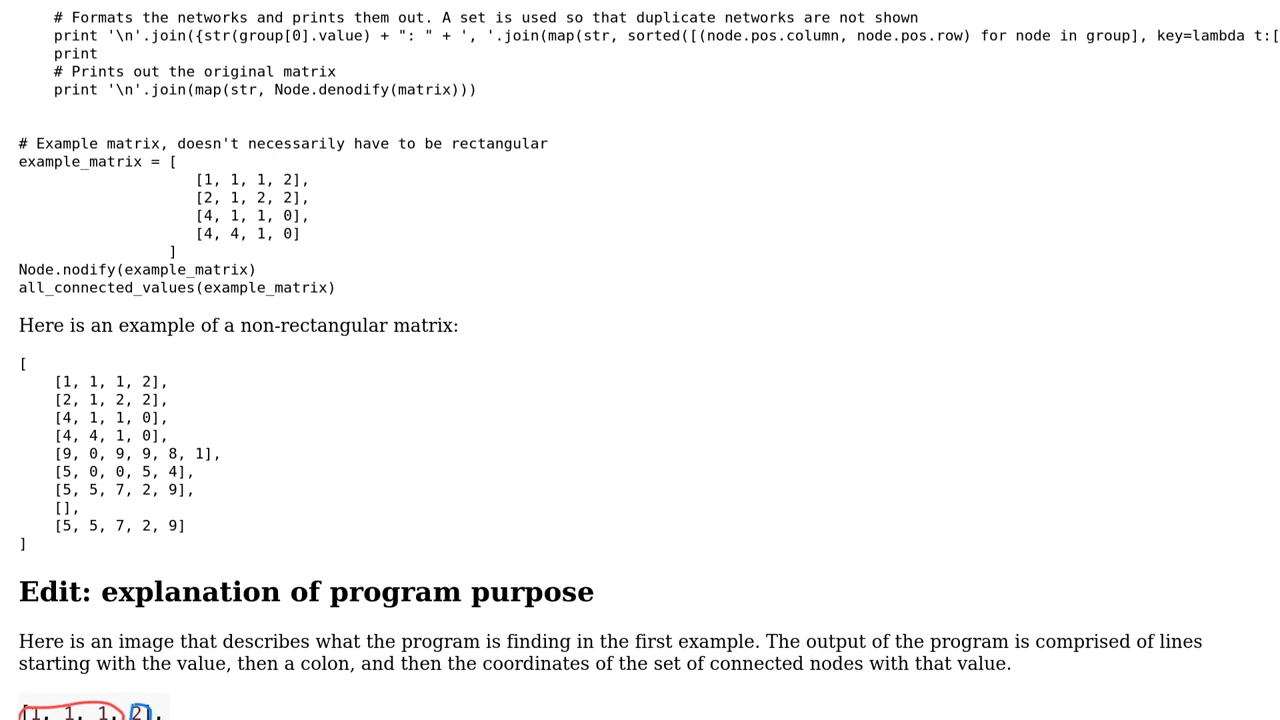 # Formats the networks and prints them out. A set is used so that duplicate networks are not shown
print '\n'.join({str(group[0].value) + ": " + ', '.join(map(str, sorted([(node.pos.column, node.pos.row) for node in group], key=lambda t:[
print
# Prints out the original matrix
print '\n'.join(map(str, Node.denodify(matrix)))
# Example matrix, doesn't necessarily have to be rectangular
example_matrix = [
[1, 1, 1, 2],
[2, 1, 2, 2],
[4, 1, 1, 0],
[4, 4, 1, 0]
]
Node.nodify(example_matrix)
all_connected_values(example_matrix)
Here is an example of a non-rectangular matrix:
[
[1, 1, 1, 2],
[2, 1, 2, 2],
[4, 1, 1, 0],
[4, 4, 1, 0],
[9, 0, 9, 9, 8, 1],
[5, 0, 0, 5, 4],
[5, 5, 7, 2, 9],
[],
[5, 5, 7, 2, 9]
]
Edit: explanation of program purpose
Here is an image that describes what the program is finding in the first example. The output of the program is comprised of lines
starting with the value, then a colon, and then the coordinates of the set of connected nodes with that value.
[1, 1, 1, 2],